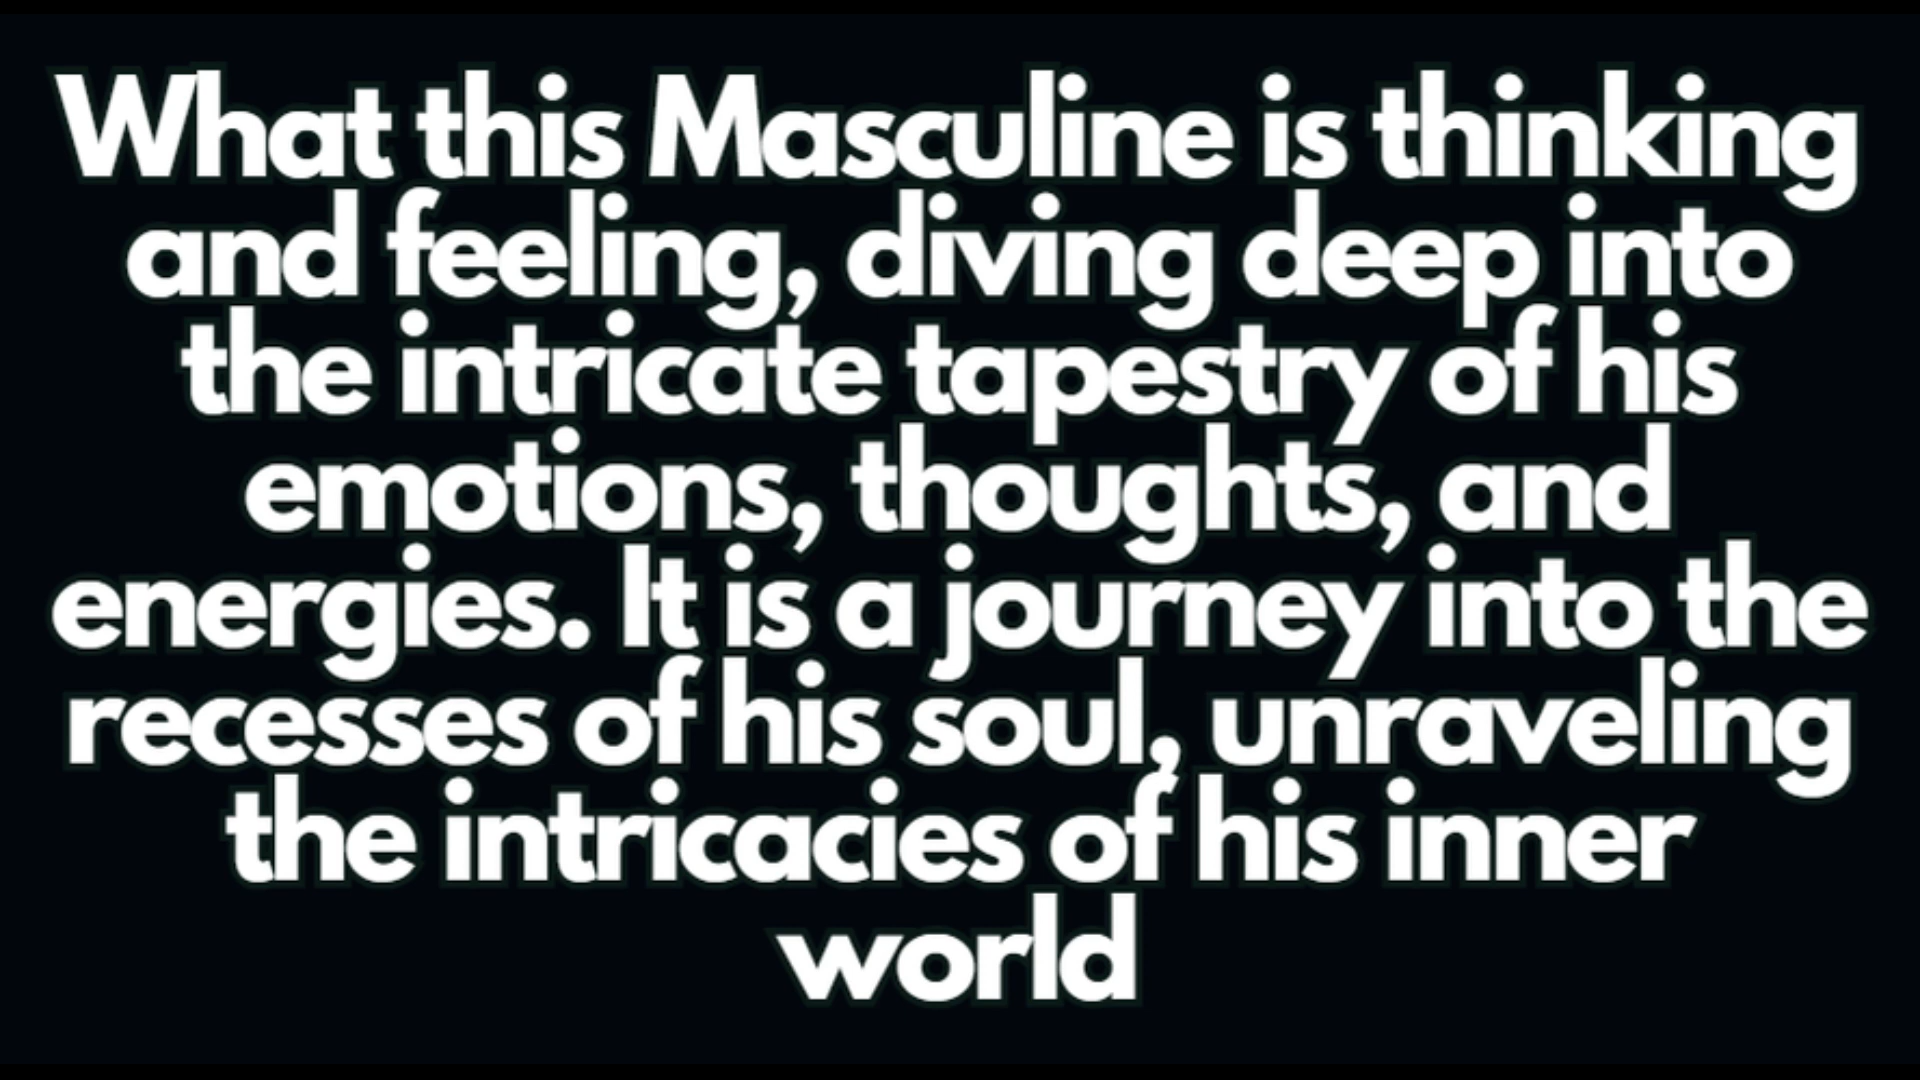 What this Masculine is thinking
and feeling, diving deep into
the intricate tapestry of his
emotions, thoughts, and
energies. It is a journey into the
recesses of his soul, unraveling
the intricacies of his inner
world